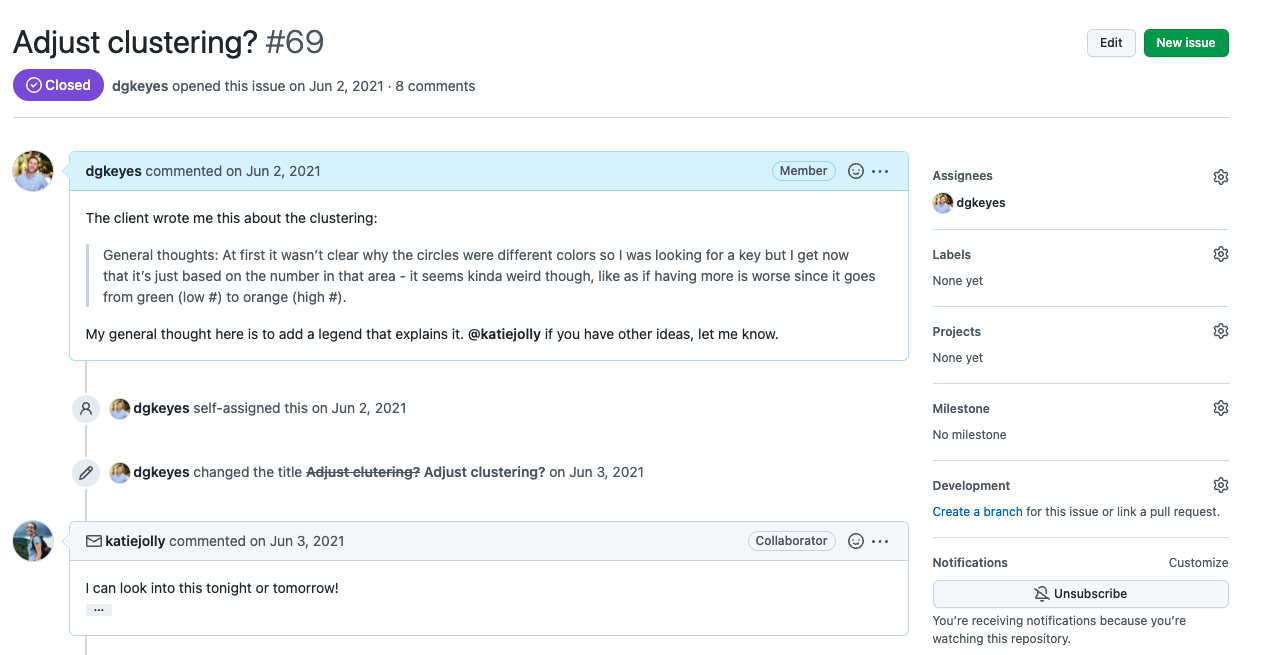 Adjust clustering? #69
Edit
New issue
Closed
dgkeyes opened this issue on Jun 2, 2021 · 8 comments
dgkeyes commented on Jun 2, 2021
Member
The client wrote me this about the clustering:
General thoughts: At first it wasn’t clear why the circles were different colors so I was looking for a key but I get now
that it’s just based on the number in that area - it seems kinda weird though, like as if having more is worse since it goes
from green (low #) to orange (high #).
My general thought here is to add a legend that explains it. @katiejolly if you have other ideas, let me know.
dgkeyes self-assigned this on Jun 2, 2021
dgkeyes changed the title Adjust clutering? Adjust clustering? on Jun 3, 2021
katiejolly commented on Jun 3, 2021
Collaborator
I can look into this tonight or tomorrow!
Assignees
dgkeyes
Labels
None yet
Projects
None yet
Milestone
No milestone
Development
Create a branch for this issue or link a pull request.
Notifications
Customize
Unsubscribe
You’re receiving notifications because you’re
watching this repository.